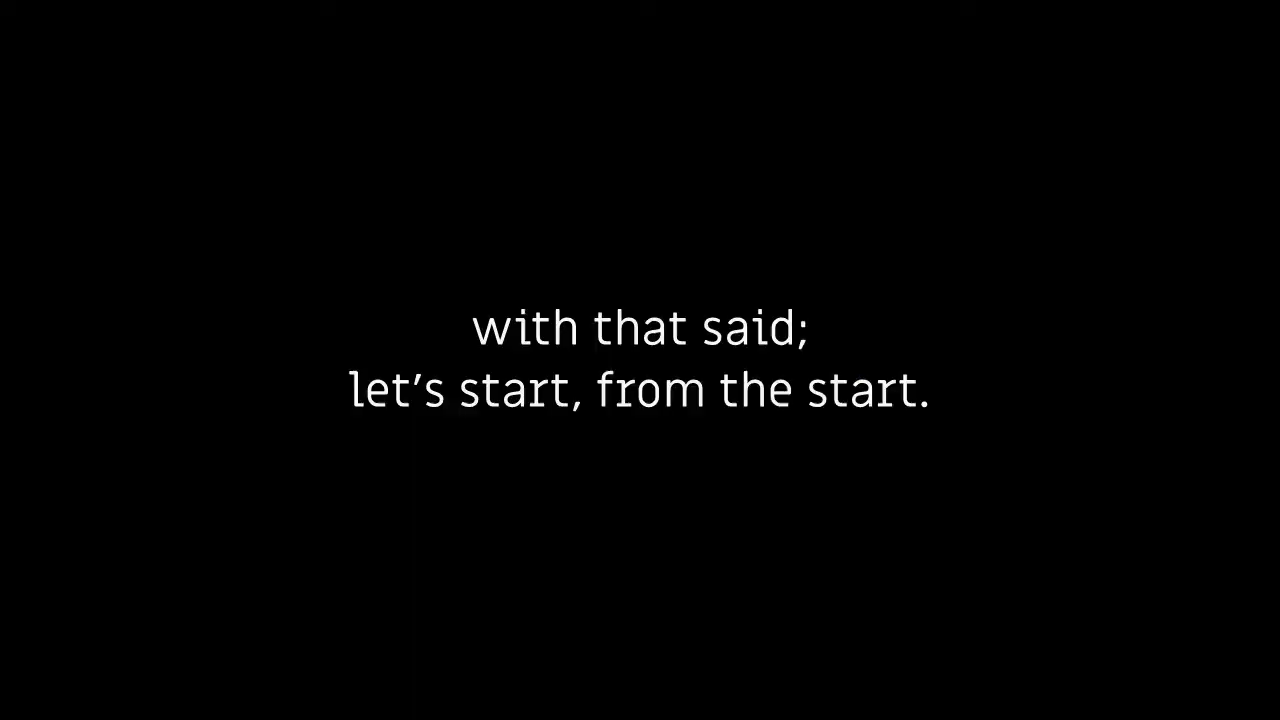 with that said;
let's start, from the start.